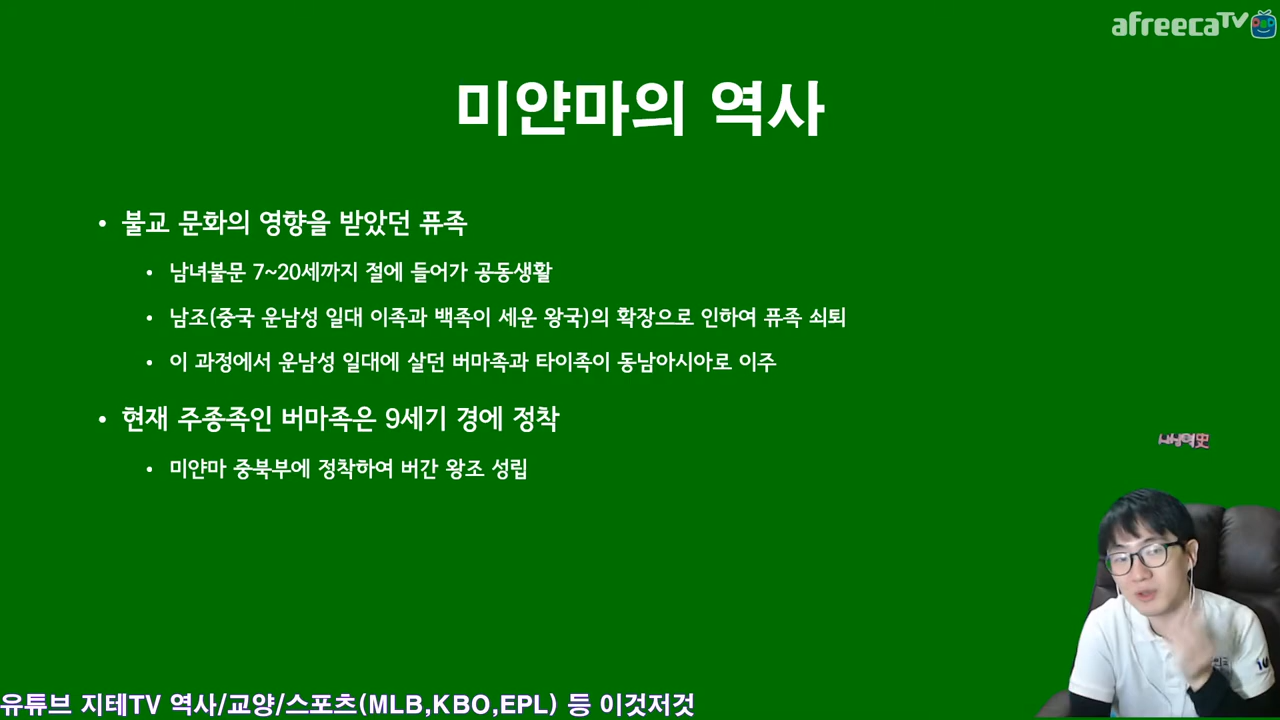 afreecaTV
미얀마의 역사
• 불교 문화의 영향을 받았던 퓨족
• 남녀불문 7~20세까지 절에 들어가 공동생활
• 남조(중국 운남성 일대 이족과 백족이 세운 왕국)의 확장으로 인하여 퓨족 쇠퇴
• 이 과정에서 운남성 일대에 살던 버마족과 타이족이 동남아시아로 이주
• 현재 주종족인 버마족은 9세기 경에 정착
• 미얀마 중북부에 정착하여 버간 왕조 성립
유튜브 지테TV 역사/교양/스포츠(MLB,KBO,EPL) 등 이것저것